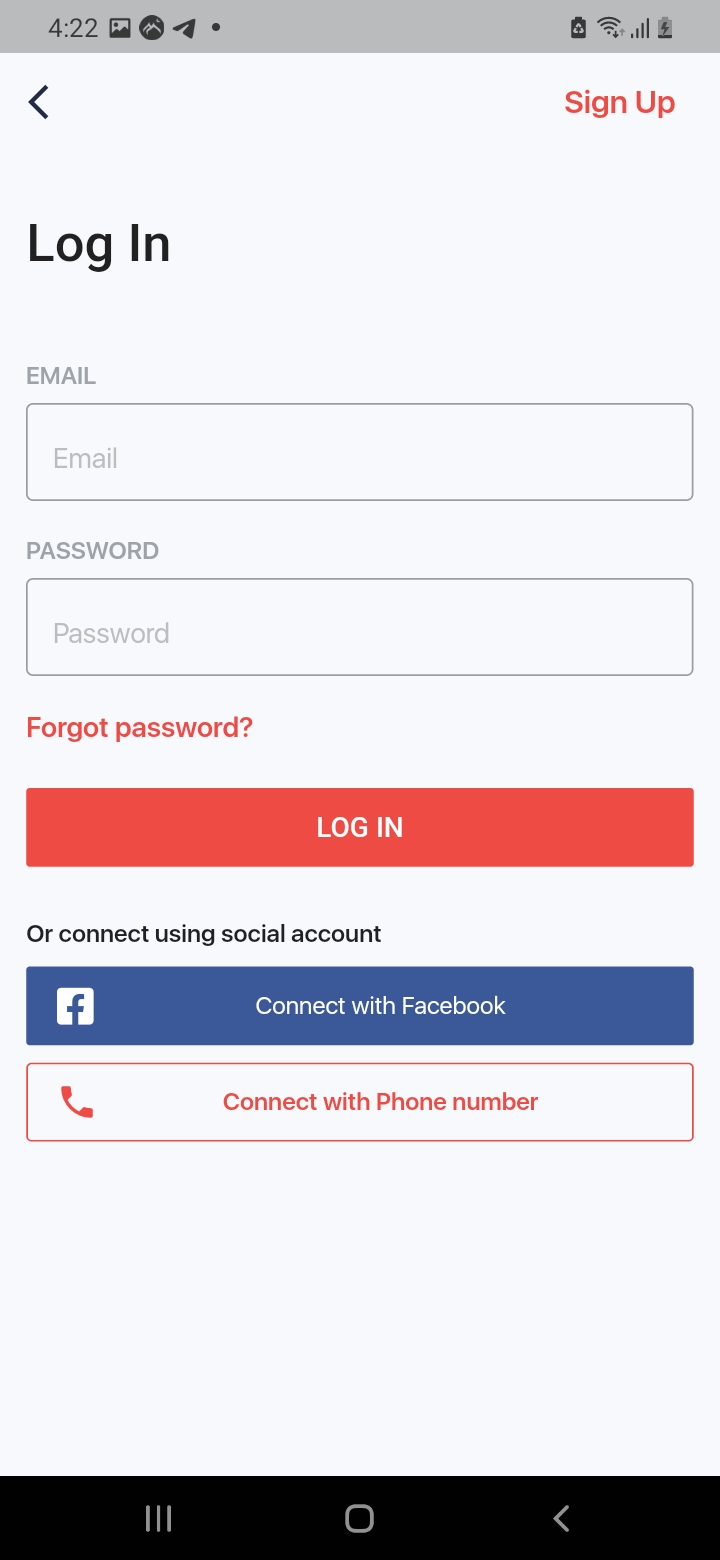 4:22
Sign Up
Log In
EMAIL
Email
PASSWORD
Password
Forgot password?
LOG IN
Or connect using social account
Connect with Facebook
Connect with Phone number